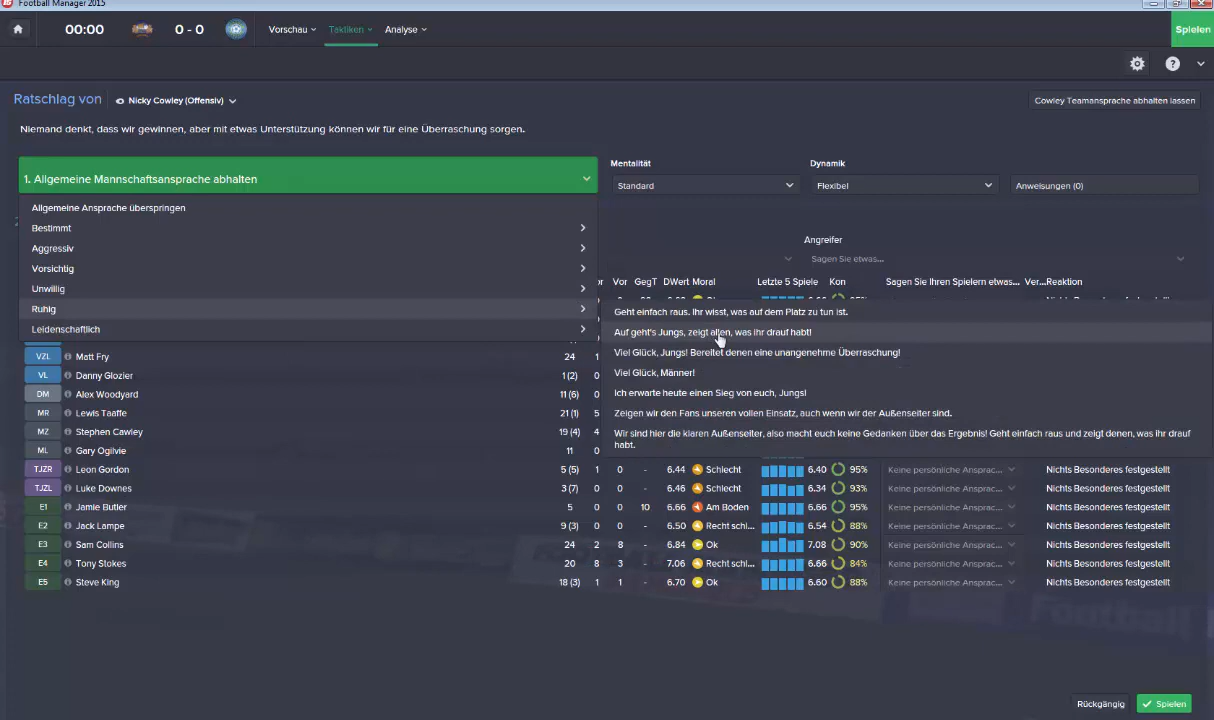 Football Manager 2015
00:00
0 - 0
Vorschau
Taktiken
Analyse
Spielen
Ratschlag von
Nicky Cowley (Offensiv)
Cowley Teamansprache abhalten lassen
Niemand denkt, dass wir gewinnen, aber mit etwas Unterstützung können wir für eine Überraschung sorgen.
1. Allgemeine Mannschaftsansprache abhalten
Mentalität
Dynamik
Standard
Flexibel
Anweisungen (0)
Allgemeine Ansprache überspringen
Bestimmt
Aggressiv
Vorsichtig
Unwillig
Ruhig
Leidenschaftlich
Angreifer
Sagen Sie etwas...
Vor GegT DWert Moral Letzte 5 Spiele Kon Sagen Sie Ihren Spielern etwas... Ver... Reaktion
Geht einfach raus. Ihr wisst, was auf dem Platz zu tun ist.
Auf geht's Jungs, zeigt allen, was ihr drauf habt!
Viel Glück, Jungs! Bereitet denen eine unangenehme Überraschung!
Viel Glück, Männer!
Ich erwarte heute einen Sieg von euch, Jungs!
Zeigen wir den Fans unseren vollen Einsatz, auch wenn wir der Außenseiter sind.
Wir sind hier die klaren Außenseiter, also macht euch keine Gedanken über das Ergebnis! Geht einfach raus und zeigt denen, was ihr drauf
habt.
VZL Matt Fry 24 1
VL Danny Glozier 1 (2) 0
DM Alex Woodyard 11 (6) 0
MR Lewis Taaffe 21 (1) 5
MZ Stephen Cawley 19 (4) 4
ML Gary Ogilvie 11 0
TJZR Leon Gordon 5 (5) 1 0 - 6.44 Schlecht 6.40 95% Keine persönliche Ansprac... Nichts Besonderes festgestellt
TJZL Luke Downes 3 (7) 0 0 - 6.46 Schlecht 6.34 93% Keine persönliche Ansprac... Nichts Besonderes festgestellt
E1 Jamie Butler 5 0 0 10 6.66 Am Boden 6.66 95% Keine persönliche Ansprac... Nichts Besonderes festgestellt
E2 Jack Lampe 9 (3) 0 0 - 6.50 Recht schl... 6.54 88% Keine persönliche Ansprac... Nichts Besonderes festgestellt
E3 Sam Collins 24 2 8 - 6.84 Ok 7.08 90% Keine persönliche Ansprac... Nichts Besonderes festgestellt
E4 Tony Stokes 20 8 3 - 7.06 Recht schl... 6.66 84% Keine persönliche Ansprac... Nichts Besonderes festgestellt
E5 Steve King 18 (3) 1 1 - 6.70 Ok 6.60 88% Keine persönliche Ansprac... Nichts Besonderes festgestellt
Football
Rückgängig
Spielen